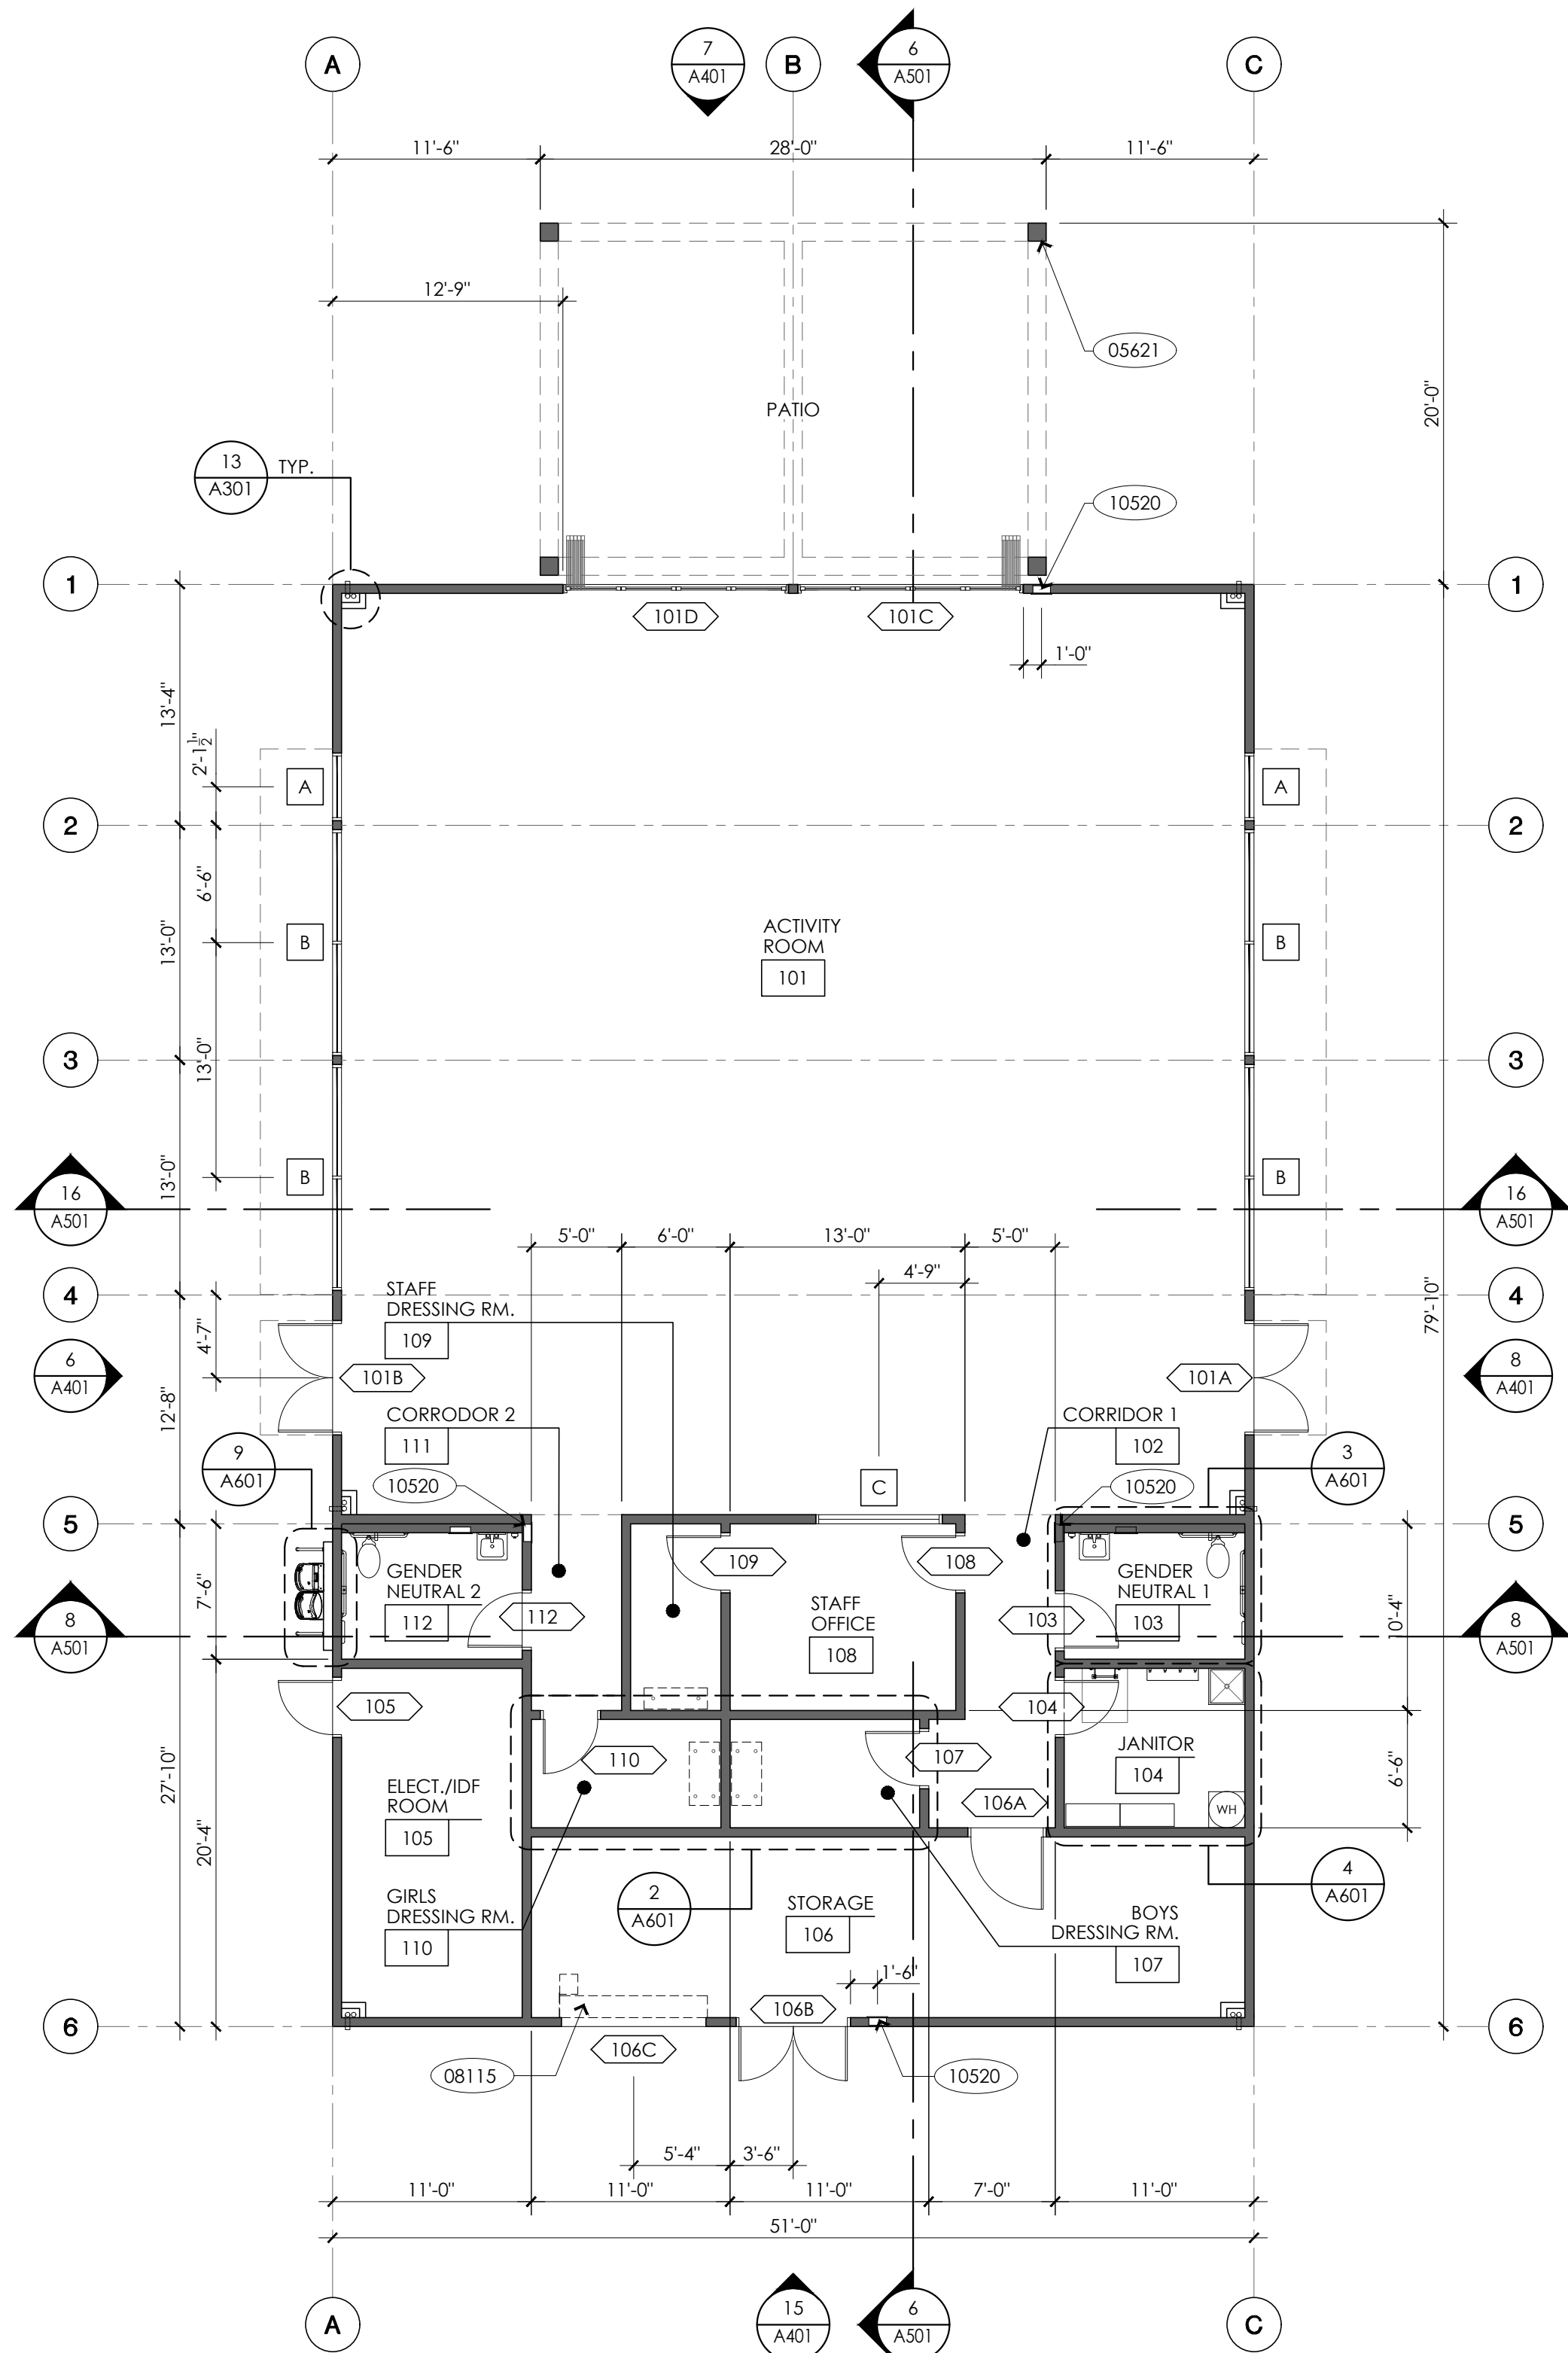 A
7
A401
B
6
A501
C
11'-6"
28'-0"
11'-6"
12'-9"
05621
20'-0"
PATIO
13
A301
TYP.
10520
1
1
101D
101C
1'-0"
13'-4"
2'-1 1/2"
A
A
2
2
6'-6"
13'-0"
B
B
ACTIVITY
ROOM
101
3
3
13'-0"
13'-0"
B
B
16
A501
16
A501
5'-0"
6'-0"
13'-0"
5'-0"
4'-9"
4
4
STAFF
DRESSING RM.
109
79'-10"
4'-7"
6
A401
101B
101A
8
A401
12'-8"
CORRODOR 2
111
CORRIDOR 1
102
9
A601
3
A601
10520
C
10520
5
5
7'-6"
GENDER
NEUTRAL 2
112
109
108
GENDER
NEUTRAL 1
103
112
STAFF
OFFICE
108
103
8
A501
8
A501
10'-4"
105
104
JANITOR
104
110
107
6'-6"
27'-10"
20'-4"
ELECT./IDF
ROOM
105
106A
WH
2
A601
4
A601
GIRLS
DRESSING RM.
110
STORAGE
106
BOYS
DRESSING RM.
107
1'-6"
106B
6
6
106C
08115
10520
5'-4"
3'-6"
11'-0"
11'-0"
11'-0"
7'-0"
11'-0"
51'-0"
A
15
A401
6
A501
C